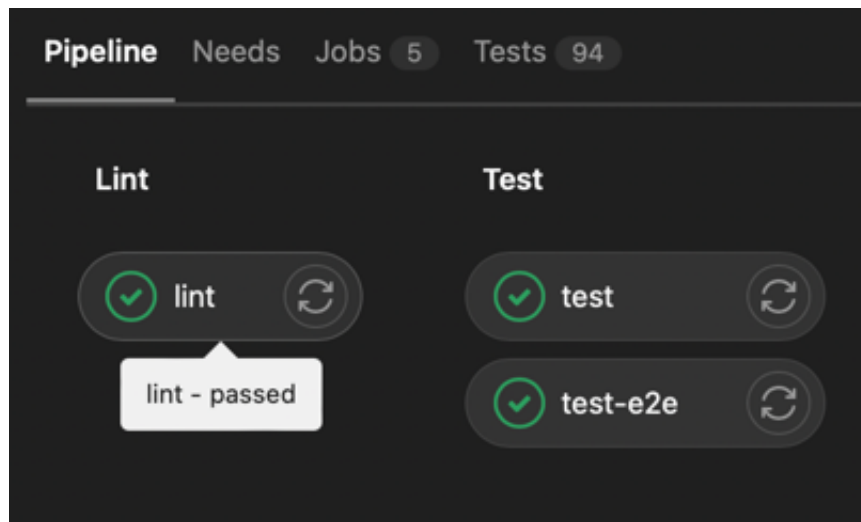 Pipeline Needs Jobs 5 Tests 94
Lint Test
lint test
lint - passed
test-e2e